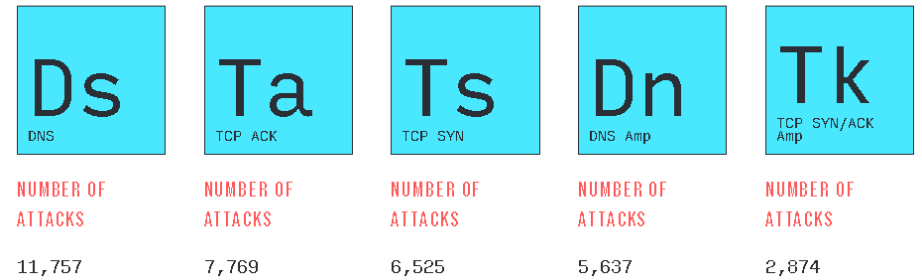 Ds
DNS
Ta
TCP ACK
Ts
TCP SYN
Dn
DNS Amp
Tk
TCP SYN/ACK
Amp
NUMBER OF
ATTACKS
11,757
NUMBER OF
ATTACKS
7,769
NUMBER OF
ATTACKS
6,525
NUMBER OF
ATTACKS
5,637
NUMBER OF
ATTACKS
2,874